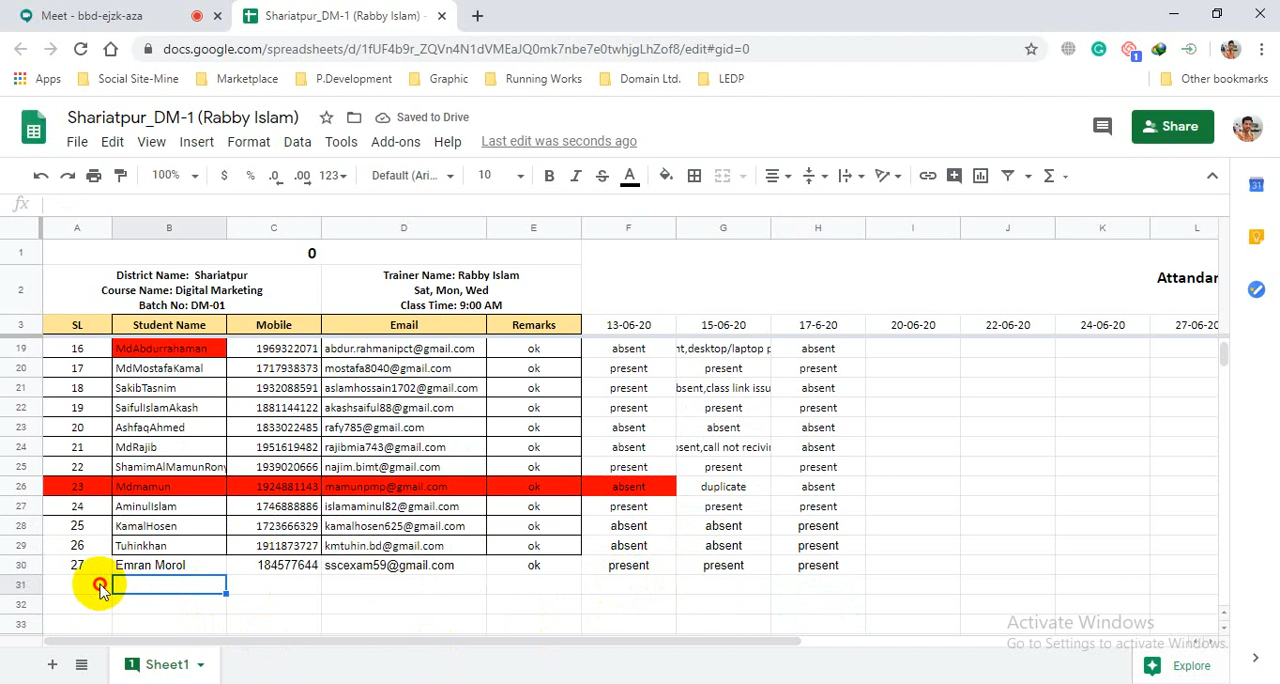 Meet - bbd-ejzk-aza
Shariatpur_DM-1 (Rabby Islam) -
docs.google.com/spreadsheets/d/1fUF4b9r_ZQVn4N1dVMEaJQ0mk7nbe7e0twhjgLhZof8/edit#gid=0
1
Apps Social Site-Mine Marketplace P.Development Graphic Running Works Domain Ltd. LEDP Other bookmarks
Shariatpur_DM-1 (Rabby Islam) Saved to Drive
File Edit View Insert Format Data Tools Add-ons Help Last edit was seconds ago
Share
100% $ % .0 .00 123 Default (Ari... 10 B I S A
fx
A B C D E F G H I J K L
1 0
2 District Name: Shariatpur
Course Name: Digital Marketing
Batch No: DM-01
Trainer Name: Rabby Islam
Sat, Mon, Wed
Class Time: 9:00 AM
Attandar
3 SL Student Name Mobile Email Remarks 13-06-20 15-06-20 17-6-20 20-06-20 22-06-20 24-06-20 27-06-20
19 16 MdAbdurrahaman 1969322071 abdur.rahmanipct@gmail.com ok absent nt,desktop/laptop p absent
20 17 MdMostafaKamal 1717938373 mostafa8040@gmail.com ok present present present
21 18 SakibTasnim 1932088591 aslamhossain1702@gmail.com ok present bsent,class link issu absent
22 19 SaifulIslamAkash 1881144122 akashsaiful88@gmail.com ok present present present
23 20 AshfaqAhmed 1833022485 rafy785@gmail.com ok absent absent absent
24 21 MdRajib 1951619482 rajibmia743@gmail.com ok absent sent,call not recivin absent
25 22 ShamimAlMamunRony 1939020666 najim.bimt@gmail.com ok present present present
26 23 Mdmamun 1924881143 mamunpmp@gmail.com ok absent duplicate absent
27 24 AminulIslam 1746888886 islamaminul82@gmail.com ok present present present
28 25 KamalHosen 1723666329 kamalhosen625@gmail.com ok absent absent present
29 26 Tuhinkhan 1911873727 kmtuhin.bd@gmail.com ok absent absent present
30 27 Emran Morol 184577644 sscexam59@gmail.com present present present
31
32
33
Activate Windows
Go to Settings to activate Windows.
Sheet1
Explore